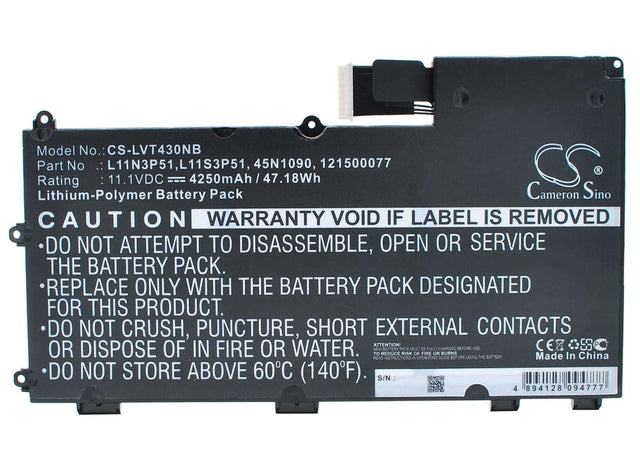 Model No :CS-LVT430NB
Part No : L11N3P51,L11S3P51, 45N1090, 121500077
Rating : 11.1VDC 4250mAh / 47.18Wh
Lithium-Polymer Battery Pack
CS
Cameron Sino
CAUTION WARRANTY VOID IF LABEL IS REMOVED
*DO NOT ATTEMPT TO DISASSEMBLE, OPEN OR SERVICE
THE BATTERY PACK.
*REPLACE ONLY WITH THE BATTERY PACK DESIGNATED
FOR THIS PRODUCT.
*DO NOT CRUSH, PUNCTURE, SHORT EXTERNAL CONTACTS
OR DISPOSE OF IN FIRE OR WATER.
*DO NOT STORE ABOVE 60℃ (140℉).
CE
Made In China
S/N.:
4 894128 094777